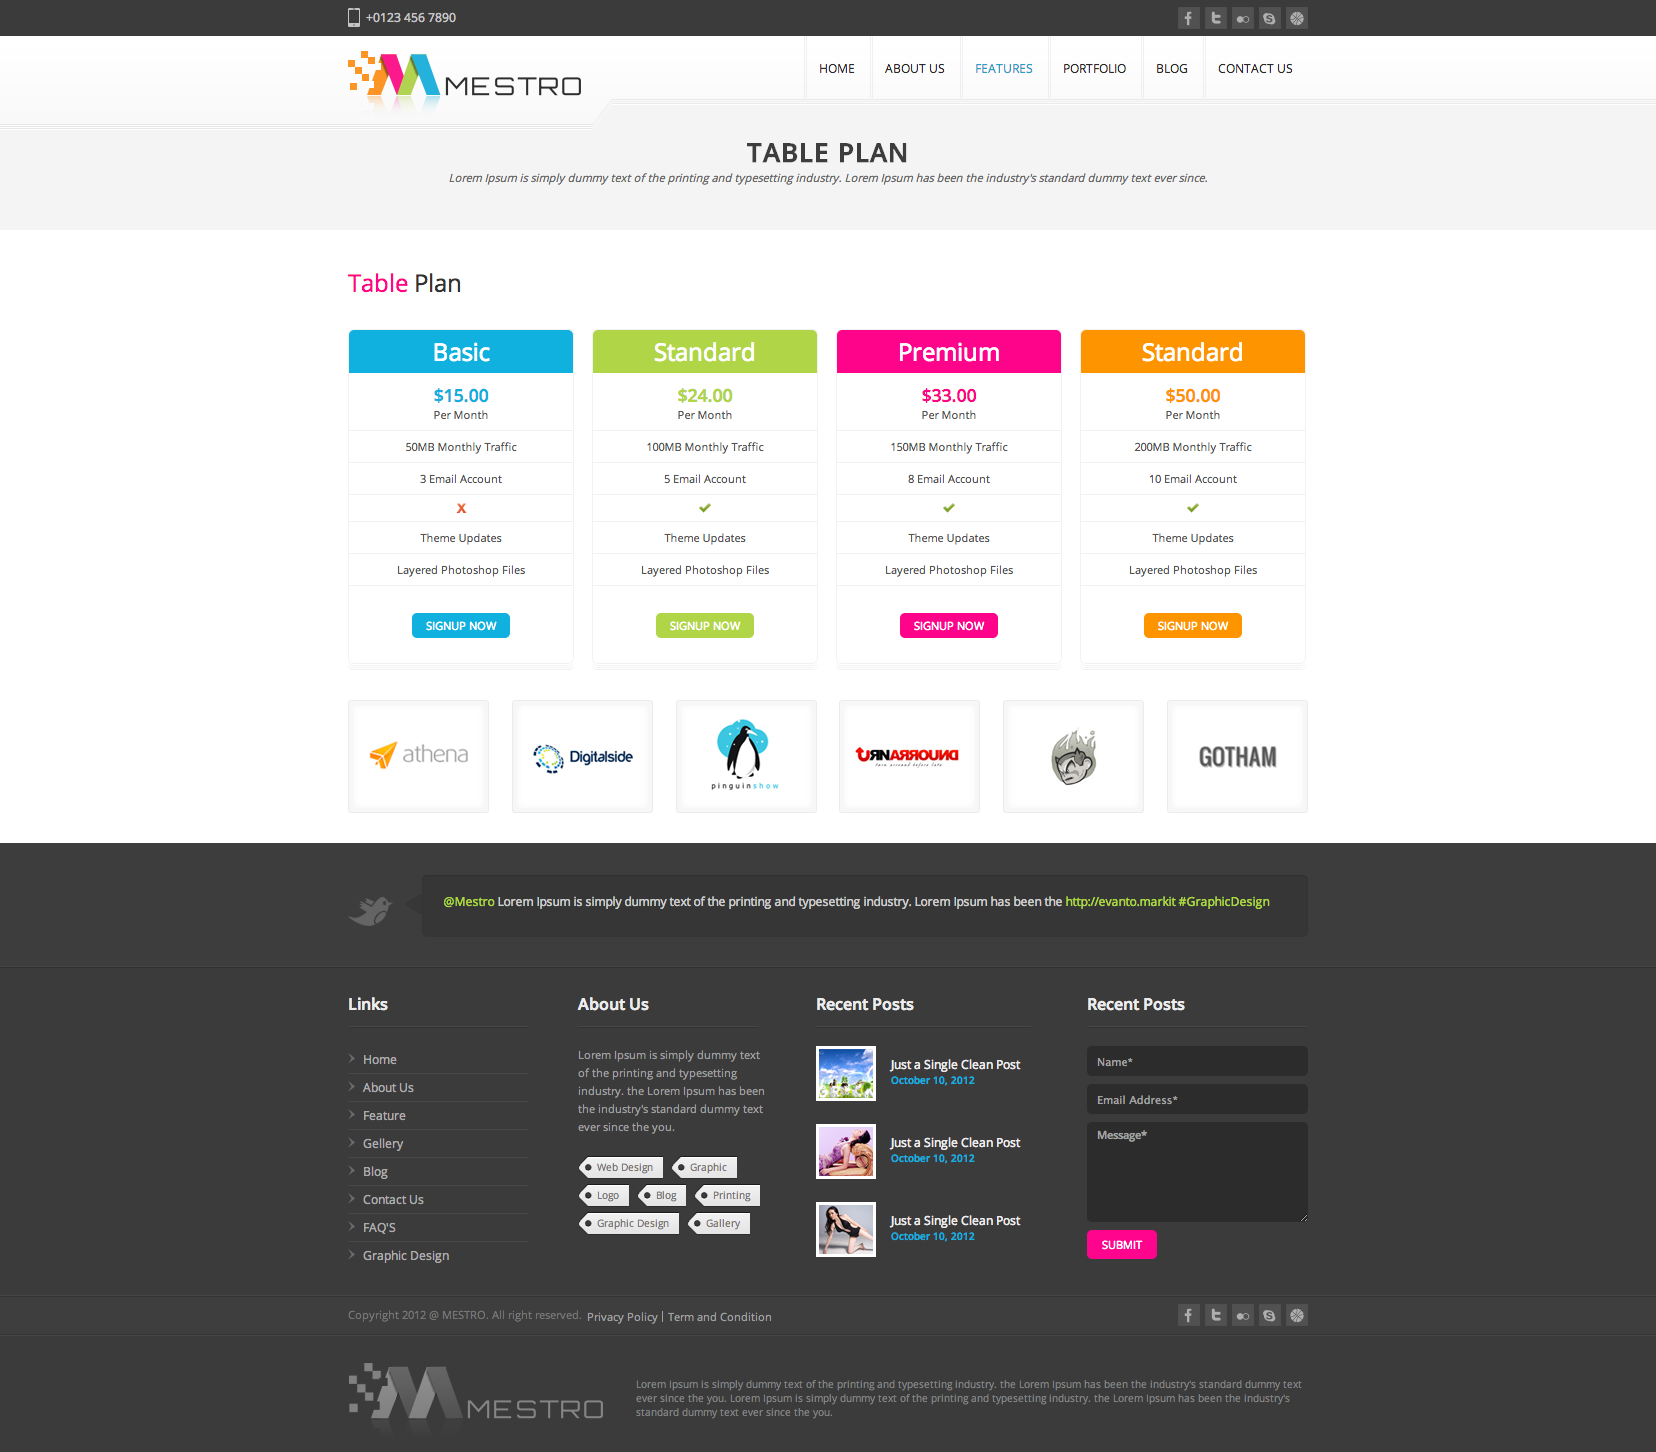 +0123 456 7890
MESTRO
HOME ABOUT US FEATURES PORTFOLIO BLOG CONTACT US
TABLE PLAN
Lorem Ipsum is simply dummy text of the printing and typesetting industry. Lorem Ipsum has been the industry's standard dummy text ever since.
Table Plan
Basic
$15.00
Per Month
50MB Monthly Traffic
3 Email Account
X
Theme Updates
Layered Photoshop Files
SIGNUP NOW
Standard
$24.00
Per Month
100MB Monthly Traffic
5 Email Account
Theme Updates
Layered Photoshop Files
SIGNUP NOW
Premium
$33.00
Per Month
150MB Monthly Traffic
8 Email Account
Theme Updates
Layered Photoshop Files
SIGNUP NOW
Standard
$50.00
Per Month
200MB Monthly Traffic
10 Email Account
Theme Updates
Layered Photoshop Files
SIGNUP NOW
athena
Digitalside
pinguinshow
TURNARROUND
turn arround before late
GOTHAM
@Mestro Lorem Ipsum is simply dummy text of the printing and typesetting industry. Lorem Ipsum has been the http://evanto.markit #GraphicDesign
Links
Home
About Us
Feature
Gellery
Blog
Contact Us
FAQ'S
Graphic Design
About Us
Lorem Ipsum is simply dummy text
of the printing and typesetting
industry. the Lorem Ipsum has been
the industry's standard dummy text
ever since the you.
Web Design Graphic
Logo Blog Printing
Graphic Design Gallery
Recent Posts
Just a Single Clean Post
October 10, 2012
Just a Single Clean Post
October 10, 2012
Just a Single Clean Post
October 10, 2012
Recent Posts
Name*
Email Address*
Message*
SUBMIT
Copyright 2012 @ MESTRO. All right reserved. Privacy Policy | Term and Condition
MESTRO
Lorem Ipsum is simply dummy text of the printing and typesetting industry. the Lorem Ipsum has been the industry's standard dummy text
ever since the you. Lorem Ipsum is simply dummy text of the printing and typesetting industry. the Lorem Ipsum has been the industry's
standard dummy text ever since the you.